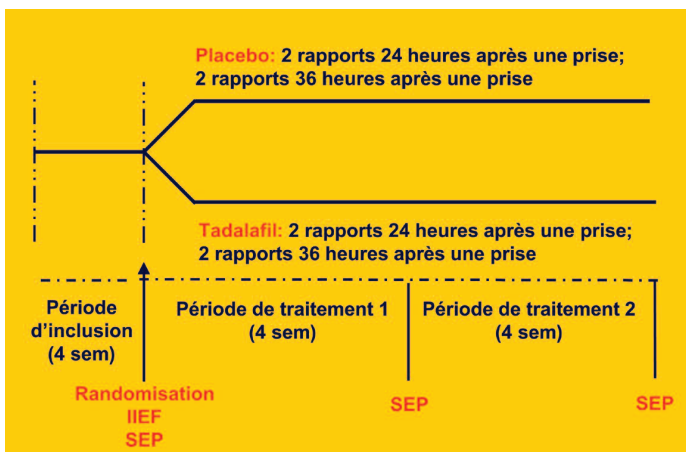 Placebo: 2 rapports 24 heures après une prise;
2 rapports 36 heures après une prise
Tadalafil: 2 rapports 24 heures après une prise;
2 rapports 36 heures après une prise
Période
d'inclusion
(4 sem)
Période de traitement 1
(4 sem)
Période de traitement 2
(4 sem)
Randomisation
IIEF
SEP
SEP
SEP